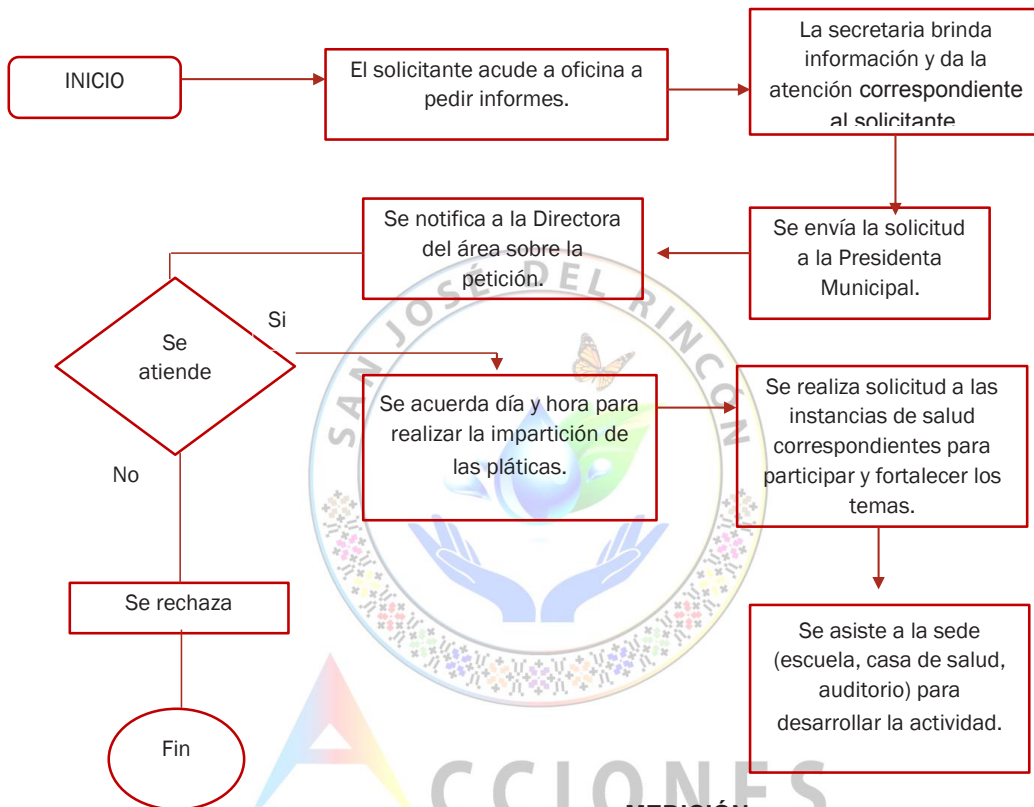 INICIO
El solicitante acude a oficina a
pedir informes.
La secretaria brinda
información y da la
atención correspondiente
al solicitante
Se notifica a la Directora
del área sobre la
petición.
Se envía la solicitud
a la Presidenta
Municipal.
Se
atiende
Si
No
SAN JOSÉ DEL RINCÓN
Se acuerda día y hora para
realizar la impartición de
las pláticas.
Se realiza solicitud a las
instancias de salud
correspondientes para
participar y fortalecer los
temas.
Se rechaza
Se asiste a la sede
(escuela, casa de salud,
auditorio) para
desarrollar la actividad.
Fin
ACCIONES
MEDICIÓN